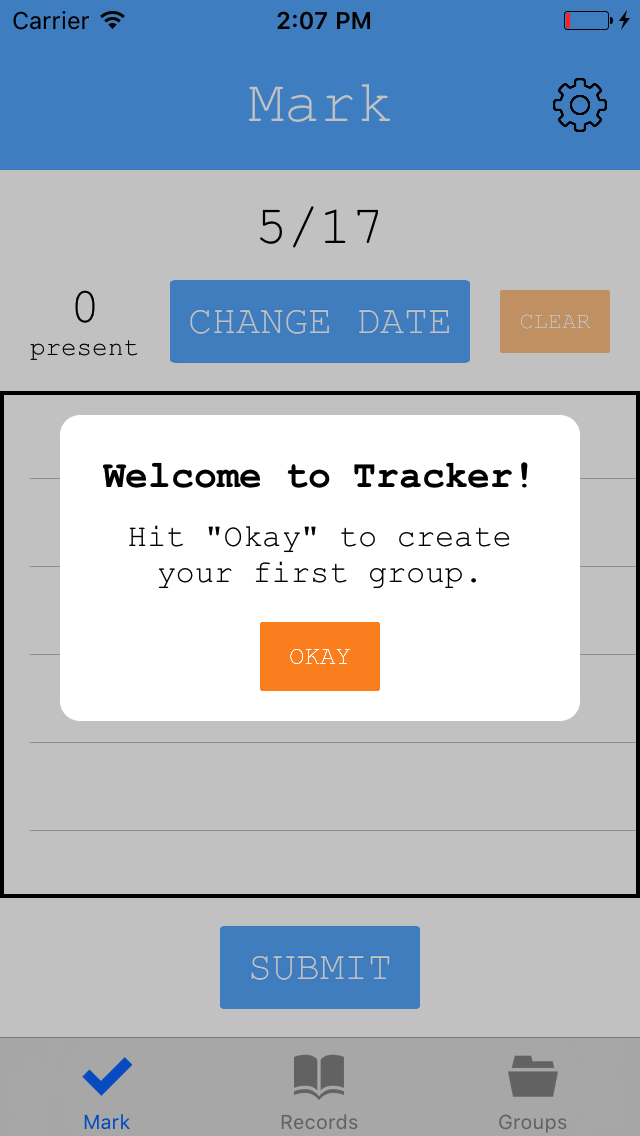 Carrier 2:07 PM
Mark
5/17
0
present
CHANGE DATE
CLEAR
Welcome to Tracker!
Hit "Okay" to create
your first group.
OKAY
SUBMIT
Mark Records Groups